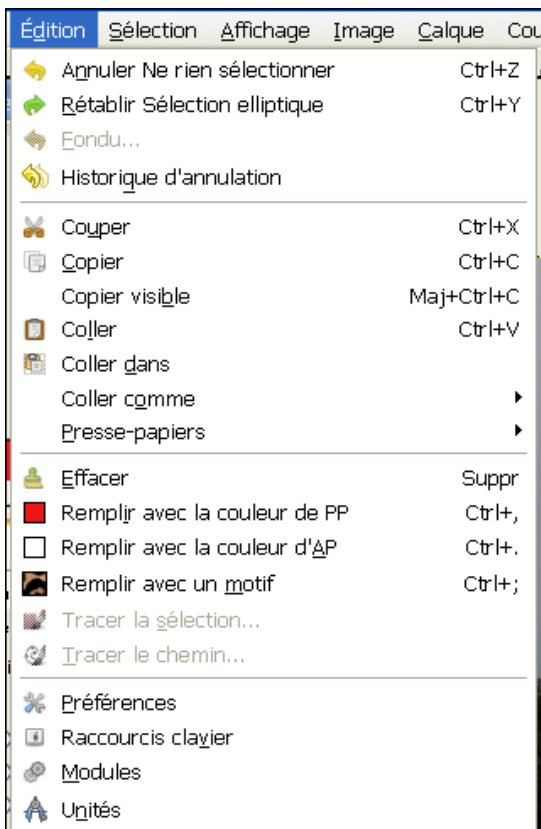 Édition Sélection Affichage Image Calque Cou
Annuler Ne rien sélectionner Ctrl+Z
Rétablir Sélection elliptique Ctrl+Y
Fondu...
Historique d'annulation
Couper Ctrl+X
Copier Ctrl+C
Copier visible Maj+Ctrl+C
Coller Ctrl+V
Coller dans
Coller comme
Presse-papiers
Effacer Suppr
Remplir avec la couleur de PP Ctrl+,
Remplir avec la couleur d'AP Ctrl+.
Remplir avec un motif Ctrl+;
Tracer la sélection...
Tracer le chemin...
Préférences
Raccourcis clavier
Modules
Unités